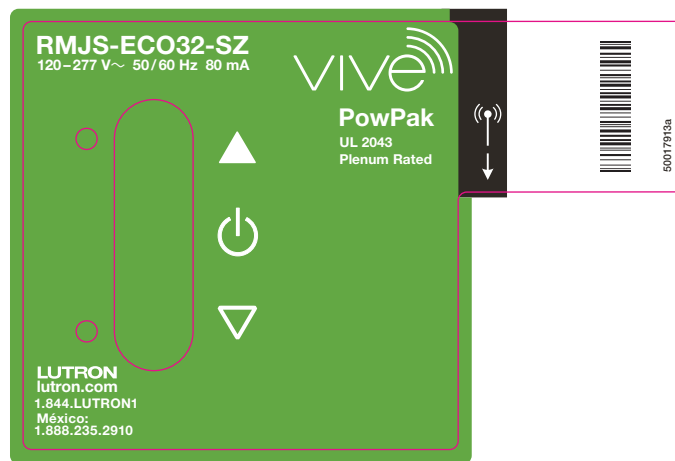 RMJS-ECO32-SZ
120–277 V~ 50/60 Hz 80 mA
VIVe
PowPak
UL 2043
Plenum Rated
LUTRON
lutron.com
1.844.LUTRON1
México:
1.888.235.2910
50017913a